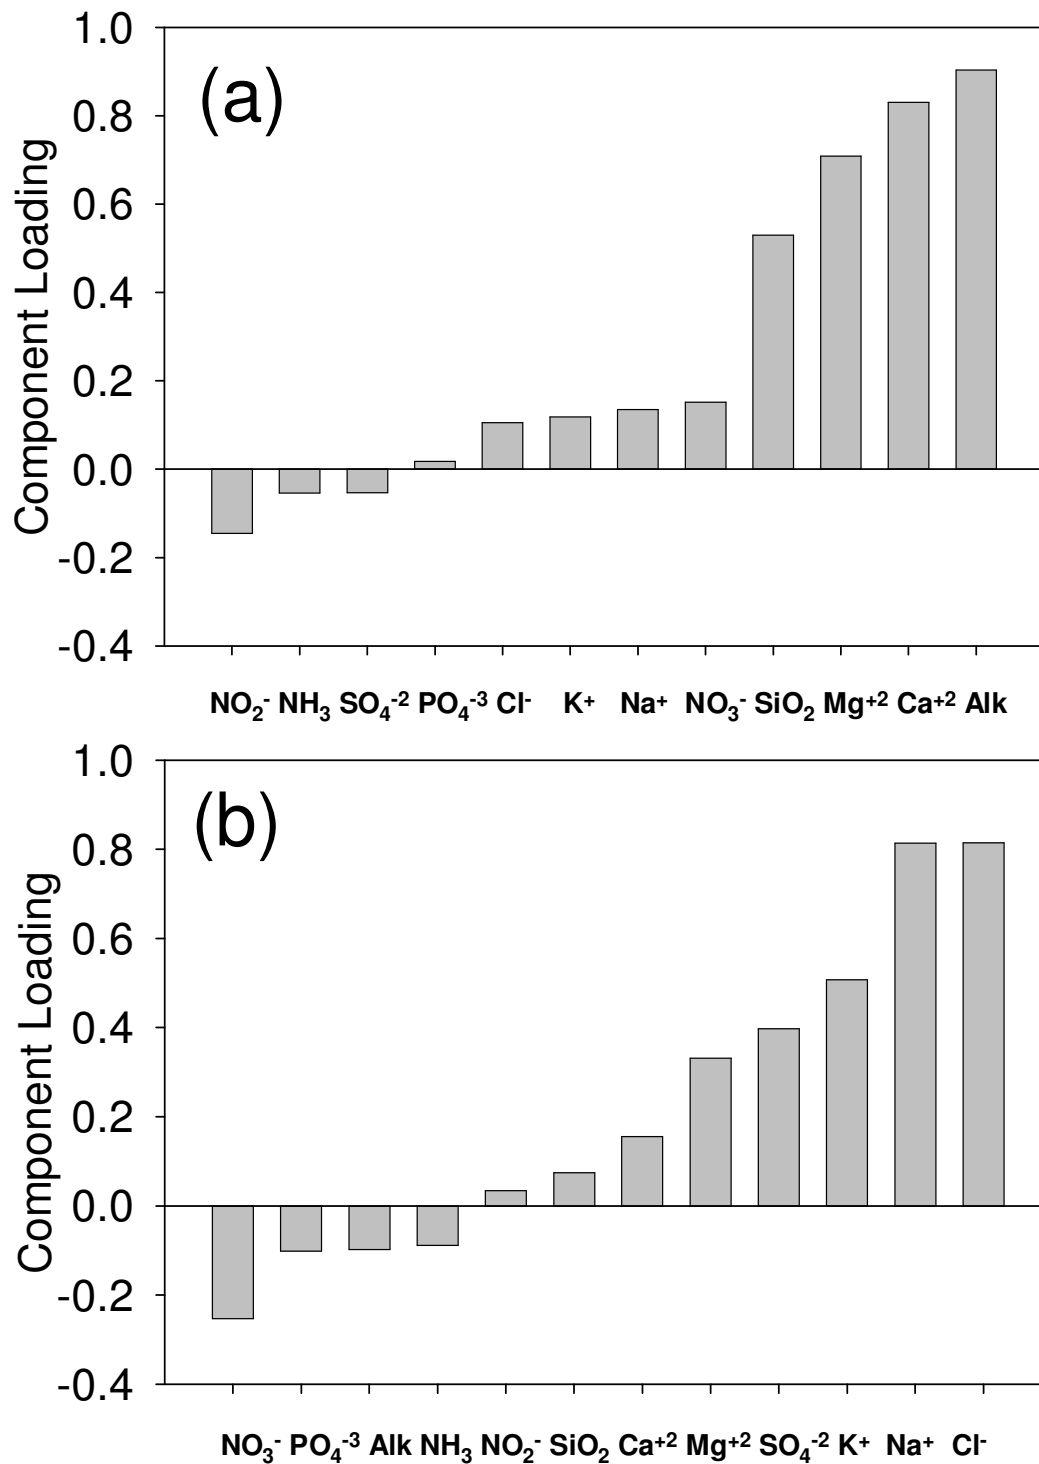 (a)
Component Loading
1.0
0.8
0.6
0.4
0.2
0.0
-0.2
-0.4
NO₂⁻ NH₃ SO₄⁻² PO₄⁻³ Cl⁻ K⁺ Na⁺ NO₃⁻ SiO₂ Mg⁺² Ca⁺² Alk
(b)
Component Loading
1.0
0.8
0.6
0.4
0.2
0.0
-0.2
-0.4
NO₃⁻ PO₄⁻³ Alk NH₃ NO₂⁻ SiO₂ Ca⁺² Mg⁺² SO₄⁻² K⁺ Na⁺ Cl⁻